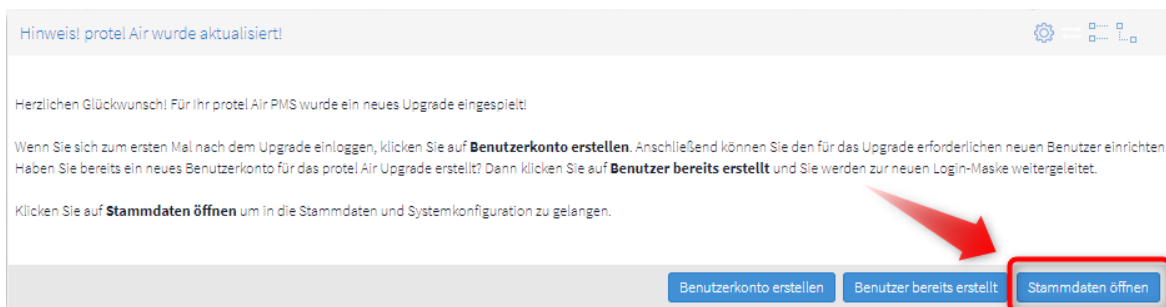 Hinweis! protel Air wurde aktualisiert!
Herzlichen Glückwunsch! Für Ihr protel Air PMS wurde ein neues Upgrade eingespielt!
Wenn Sie sich zum ersten Mal nach dem Upgrade einloggen, klicken Sie auf Benutzerkonto erstellen. Anschließend können Sie den für das Upgrade erforderlichen neuen Benutzer einrichten
Haben Sie bereits ein neues Benutzerkonto für das protel Air Upgrade erstellt? Dann klicken Sie auf Benutzer bereits erstellt und Sie werden zur neuen Login-Maske weitergeleitet.
Klicken Sie auf Stammdaten öffnen um in die Stammdaten und Systemkonfiguration zu gelangen.
Benutzerkonto erstellen Benutzer bereits erstellt Stammdaten öffnen